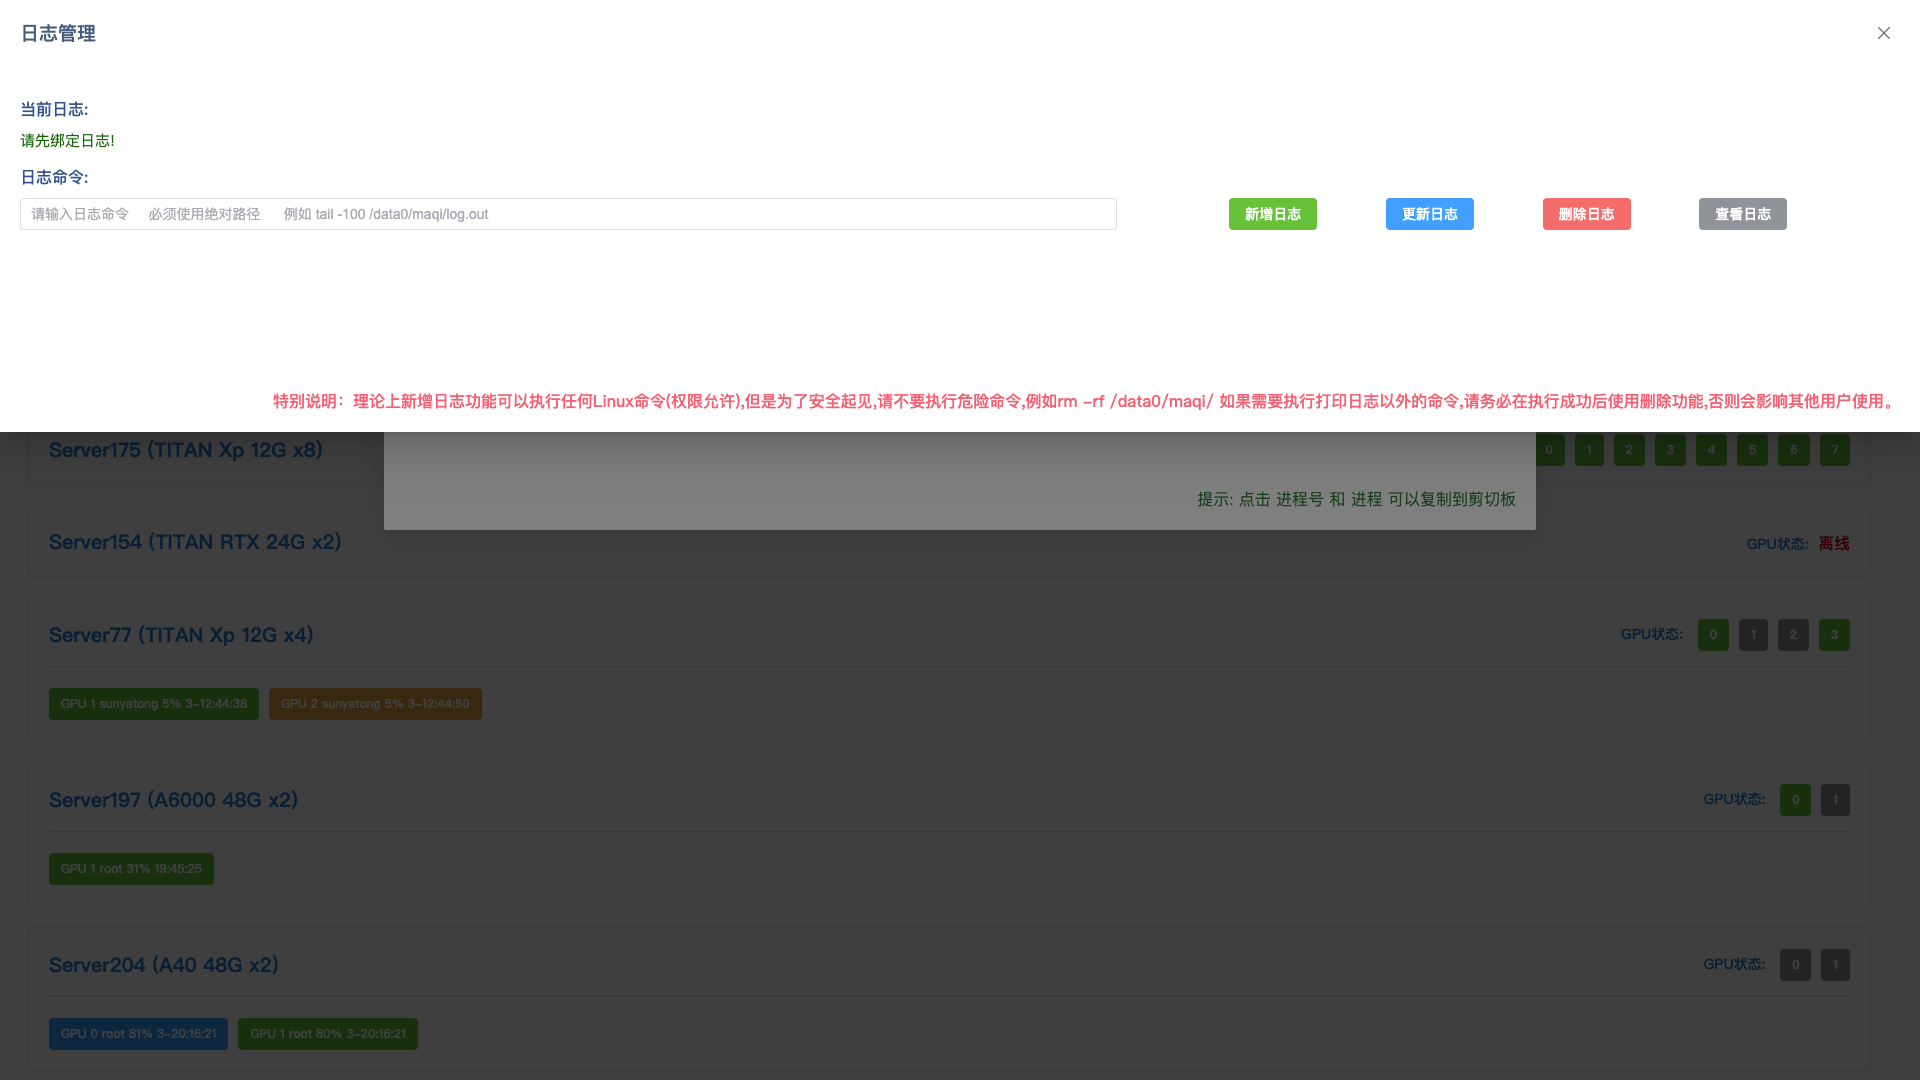 日志管理
当前日志:
请先绑定日志!
日志命令:
请输入日志命令 必须使用绝对路径 例如 tail -100 /data0/maqi/log.out
新增日志 更新日志 删除日志 查看日志
特别说明：理论上新增日志功能可以执行任何Linux命令(权限允许),但是为了安全起见,请不要执行危险命令,例如rm -rf /data0/maqi/ 如果需要执行打印日志以外的命令,请务必在执行成功后使用删除功能,否则会影响其他用户使用。
Server175 (TITAN Xp 12G x8) 0 1 2 3 4 5 6 7
提示: 点击 进程号 和 进程 可以复制到剪切板
Server154 (TITAN RTX 24G x2) GPU状态: 离线
Server77 (TITAN Xp 12G x4) GPU状态: 0 1 2 3
GPU 1 sunyatong 5% 3-12:44:38 GPU 2 sunyatong 5% 3-12:44:50
Server197 (A6000 48G x2) GPU状态: 0 1
GPU 1 root 31% 19:45:25
Server204 (A40 48G x2) GPU状态: 0 1
GPU 0 root 81% 3-20:16:21 GPU 1 root 80% 3-20:16:21